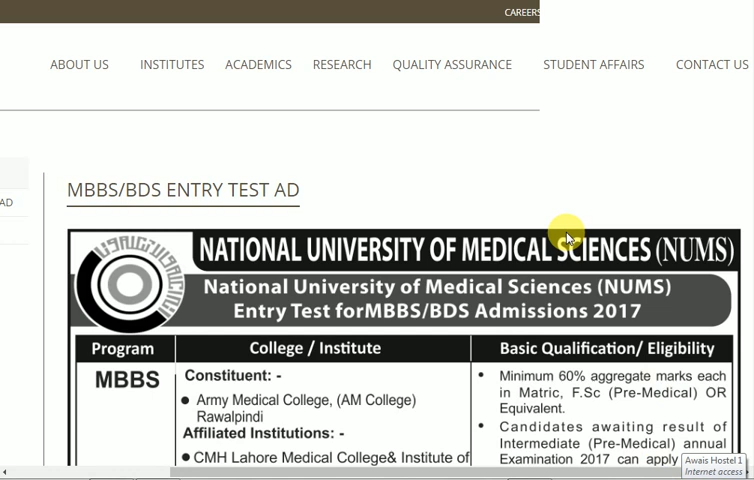 CAREERS
ABOUT US INSTITUTES ACADEMICS RESEARCH QUALITY ASSURANCE STUDENT AFFAIRS CONTACT US
AD
MBBS/BDS ENTRY TEST AD
NATIONAL UNIVERSITY OF MEDICAL SCIENCES (NUMS)
National University of Medical Sciences (NUMS)
Entry Test forMBBS/BDS Admissions 2017
Program College / Institute Basic Qualification/ Eligibility
MBBS
Constituent: -
● Army Medical College, (AM College)
Rawalpindi
Affiliated Institutions: -
● CMH Lahore Medical College& Institute of
• Minimum 60% aggregate marks each
in Matric, F.Sc (Pre-Medical) OR
Equivalent.
• Candidates awaiting result of
Intermediate (Pre-Medical) annual
Examination 2017 can apply
Awais Hostel 1
Internet access